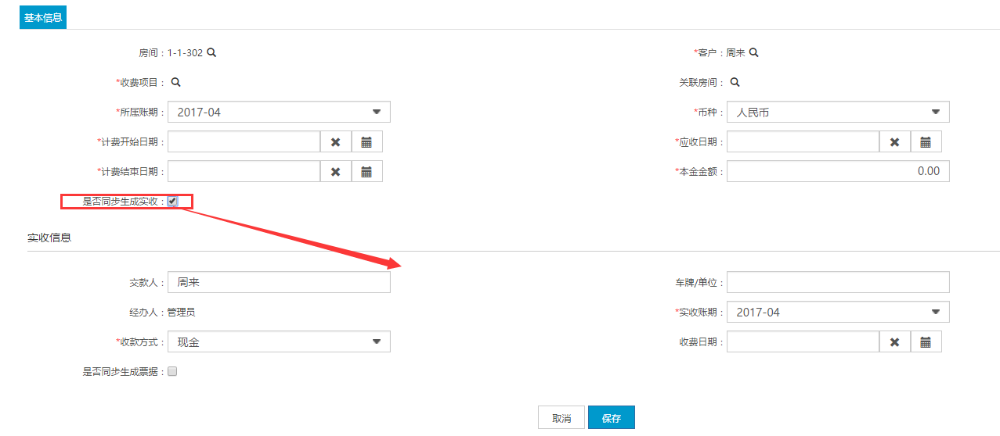 基本信息
房间：1-1-302
*客户：周来
*收费项目：
关联房间：
*所属账期：2017-04
*币种：人民币
*计费开始日期：
*应收日期：
*计费结束日期：
*本金金额：0.00
是否同步生成实收：
实收信息
交款人：周来
车牌/单位：
经办人：管理员
*实收账期：2017-04
*收款方式：现金
收费日期：
是否同步生成票据：
取消
保存